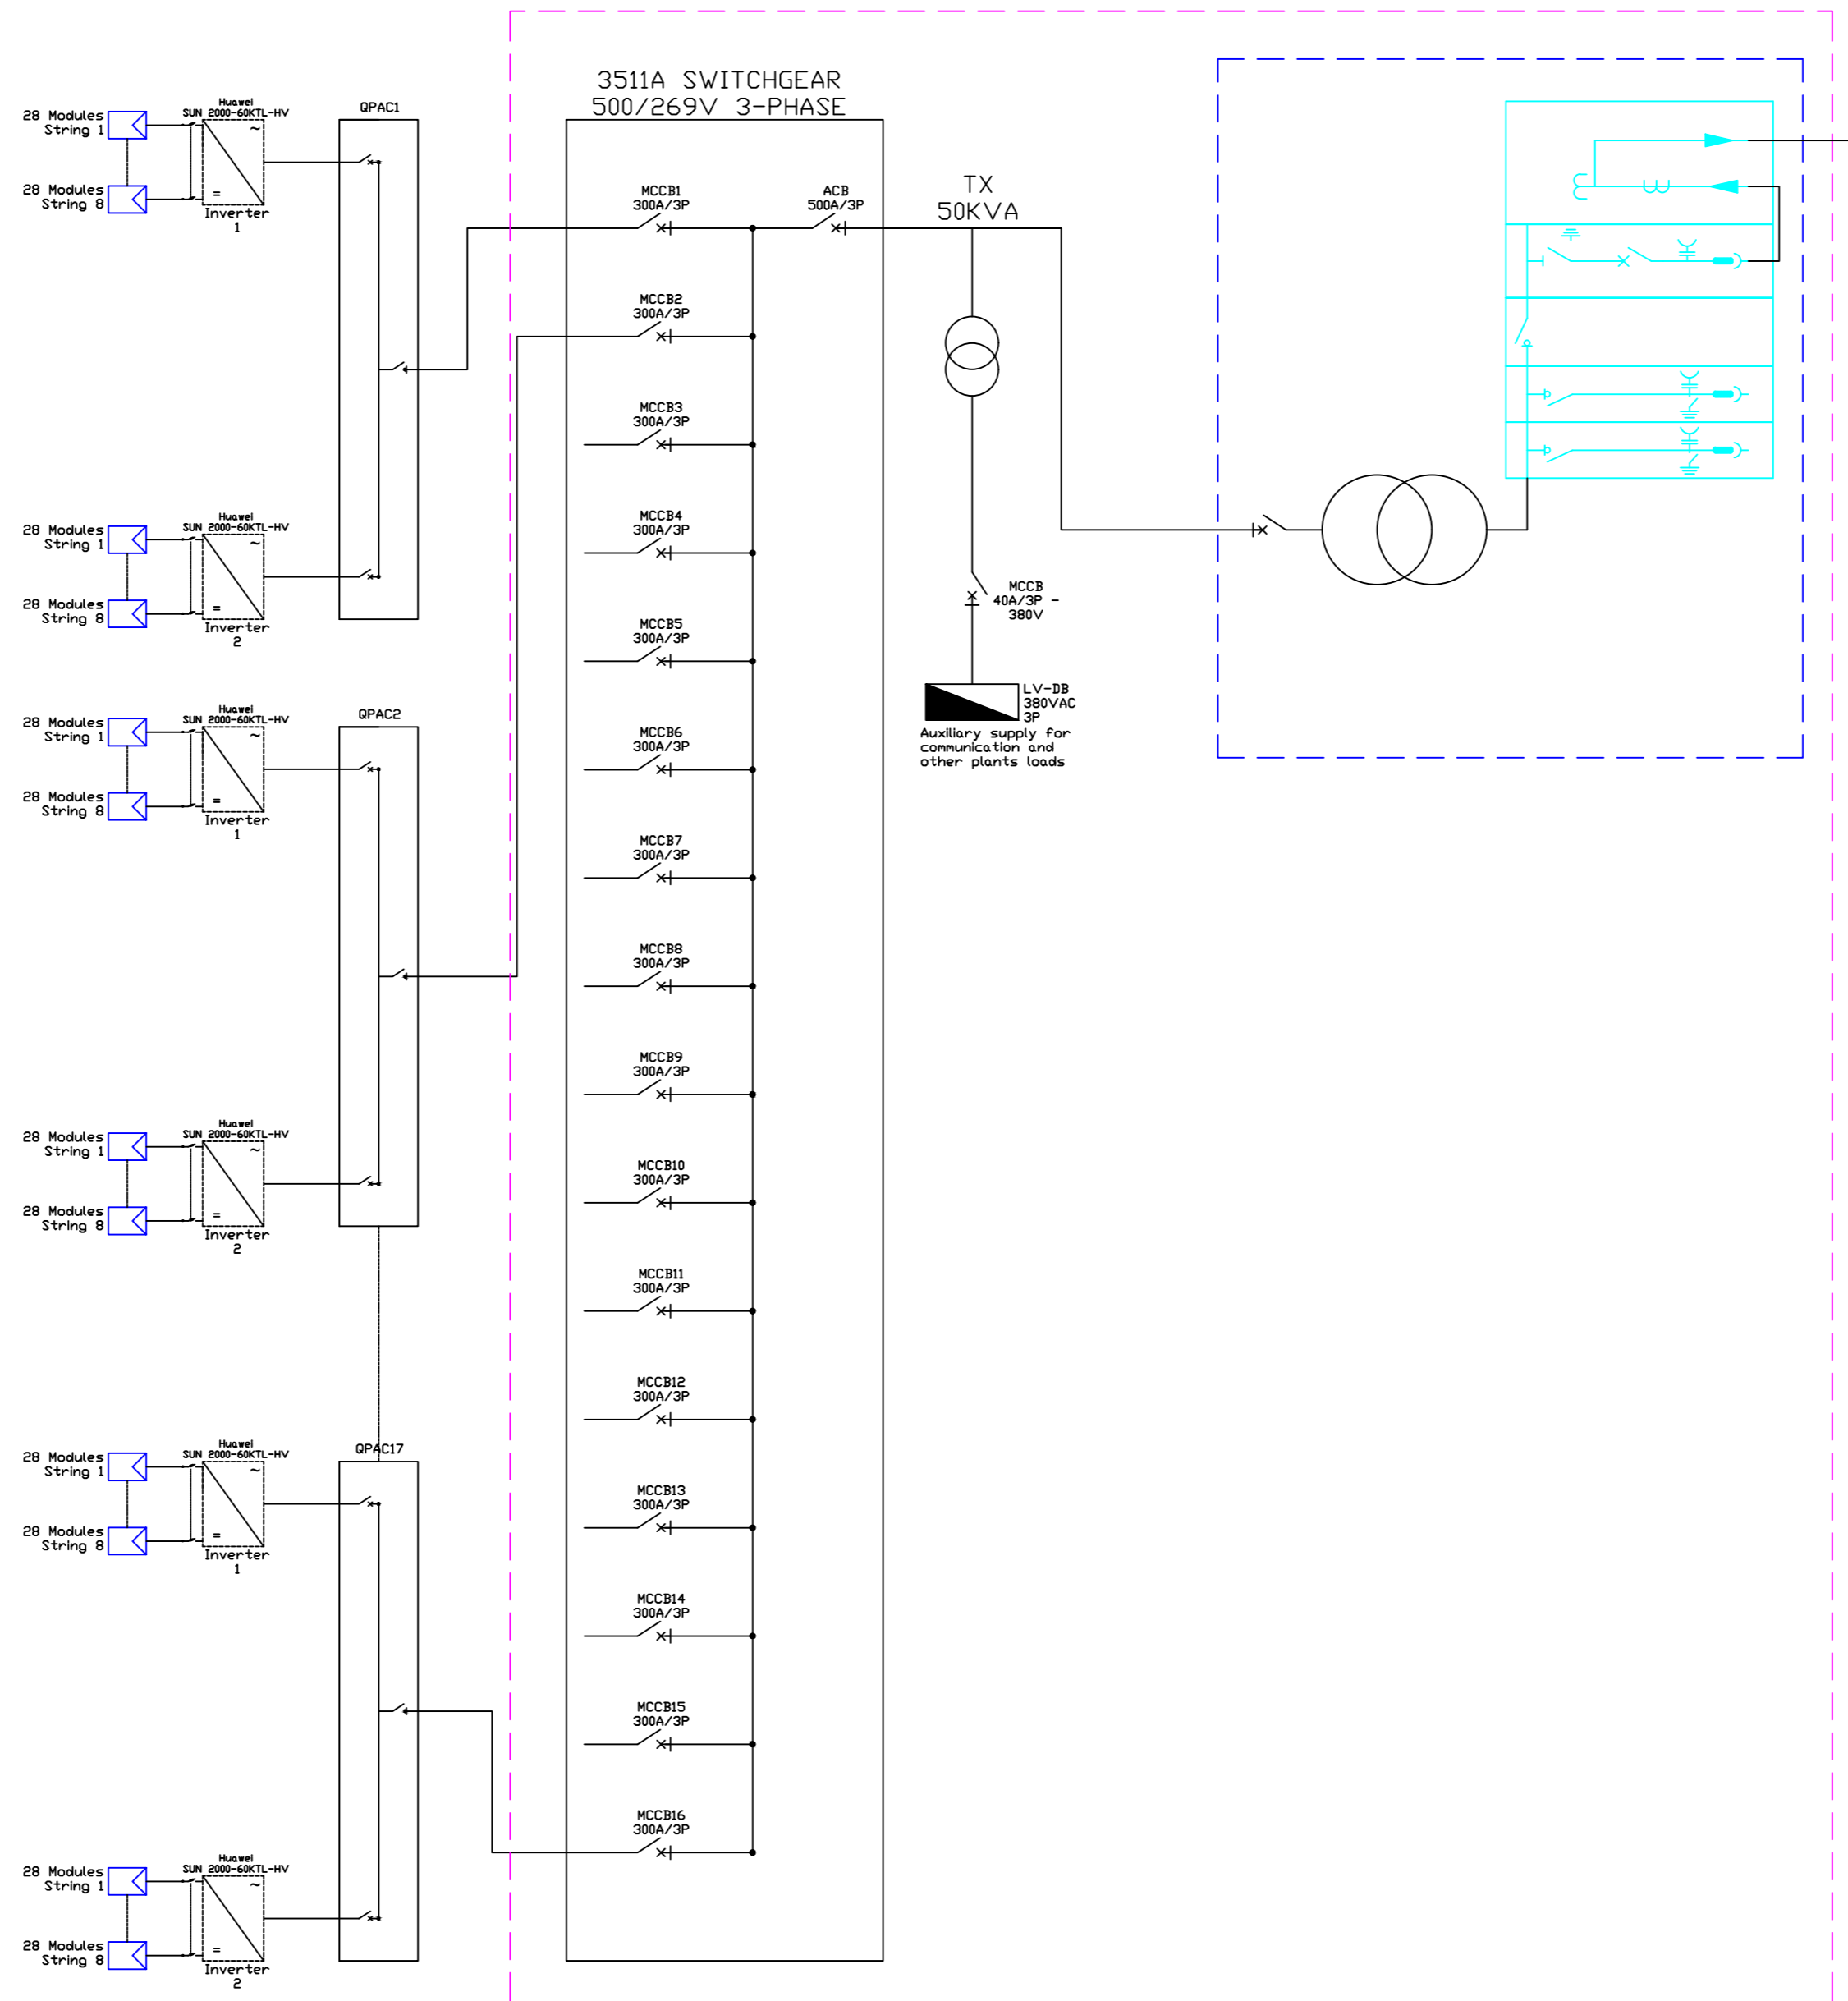 3511A SWITCHGEAR
500/269V 3-PHASE
28 Modules
String 1
28 Modules
String 8
Huawei
SUN 2000-60KTL-HV
~
=
Inverter
1
QPAC1
28 Modules
String 1
28 Modules
String 8
Huawei
SUN 2000-60KTL-HV
~
=
Inverter
2
28 Modules
String 1
28 Modules
String 8
Huawei
SUN 2000-60KTL-HV
~
=
Inverter
1
QPAC2
28 Modules
String 1
28 Modules
String 8
Huawei
SUN 2000-60KTL-HV
~
=
Inverter
2
28 Modules
String 1
28 Modules
String 8
Huawei
SUN 2000-60KTL-HV
~
=
Inverter
1
QPAC17
28 Modules
String 1
28 Modules
String 8
Huawei
SUN 2000-60KTL-HV
~
=
Inverter
2
MCCB1
300A/3P
MCCB2
300A/3P
MCCB3
300A/3P
MCCB4
300A/3P
MCCB5
300A/3P
MCCB6
300A/3P
MCCB7
300A/3P
MCCB8
300A/3P
MCCB9
300A/3P
MCCB10
300A/3P
MCCB11
300A/3P
MCCB12
300A/3P
MCCB13
300A/3P
MCCB14
300A/3P
MCCB15
300A/3P
MCCB16
300A/3P
ACB
500A/3P
TX
50KVA
MCCB
40A/3P -
380V
LV-DB
380VAC
3P
Auxiliary supply for
communication and
other plants loads